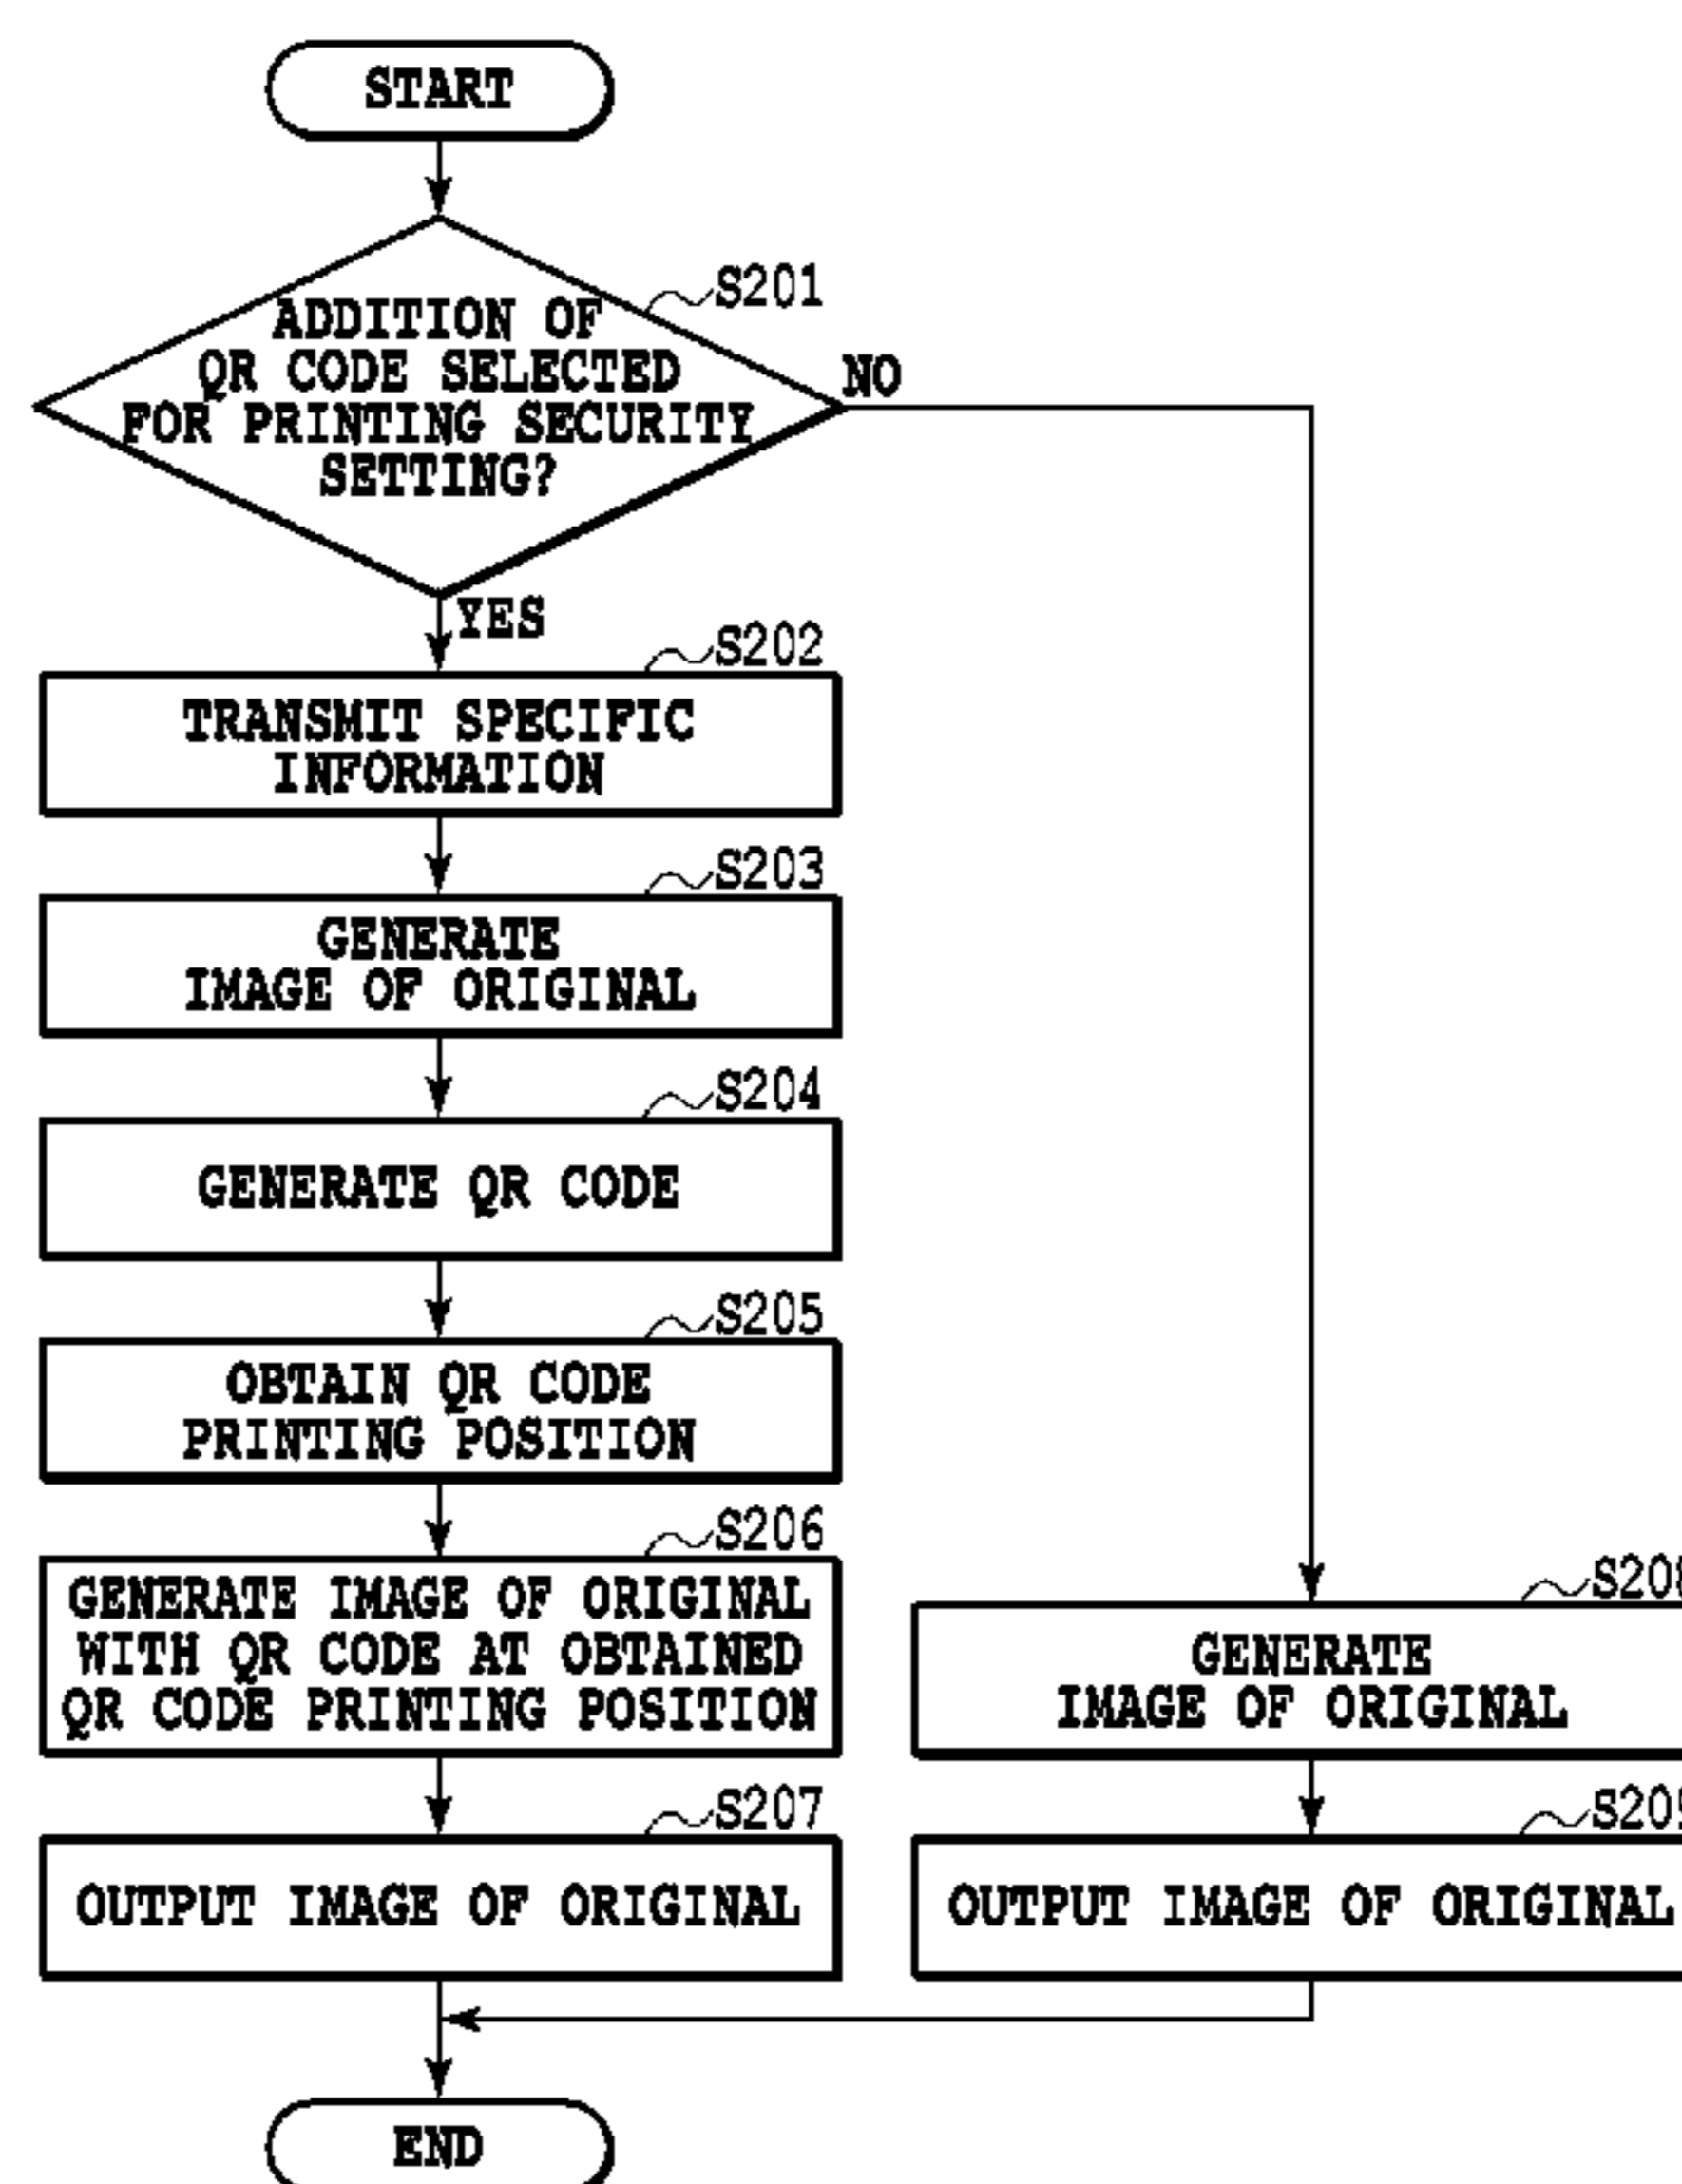 START
S201
ADDITION OF
QR CODE SELECTED
FOR PRINTING SECURITY
SETTING?
NO
YES
S202
TRANSMIT SPECIFIC
INFORMATION
S203
GENERATE
IMAGE OF ORIGINAL
S204
GENERATE QR CODE
S205
OBTAIN QR CODE
PRINTING POSITION
S206
GENERATE IMAGE OF ORIGINAL
WITH QR CODE AT OBTAINED
QR CODE PRINTING POSITION
S207
OUTPUT IMAGE OF ORIGINAL
S208
GENERATE
IMAGE OF ORIGINAL
S209
OUTPUT IMAGE OF ORIGINAL
END